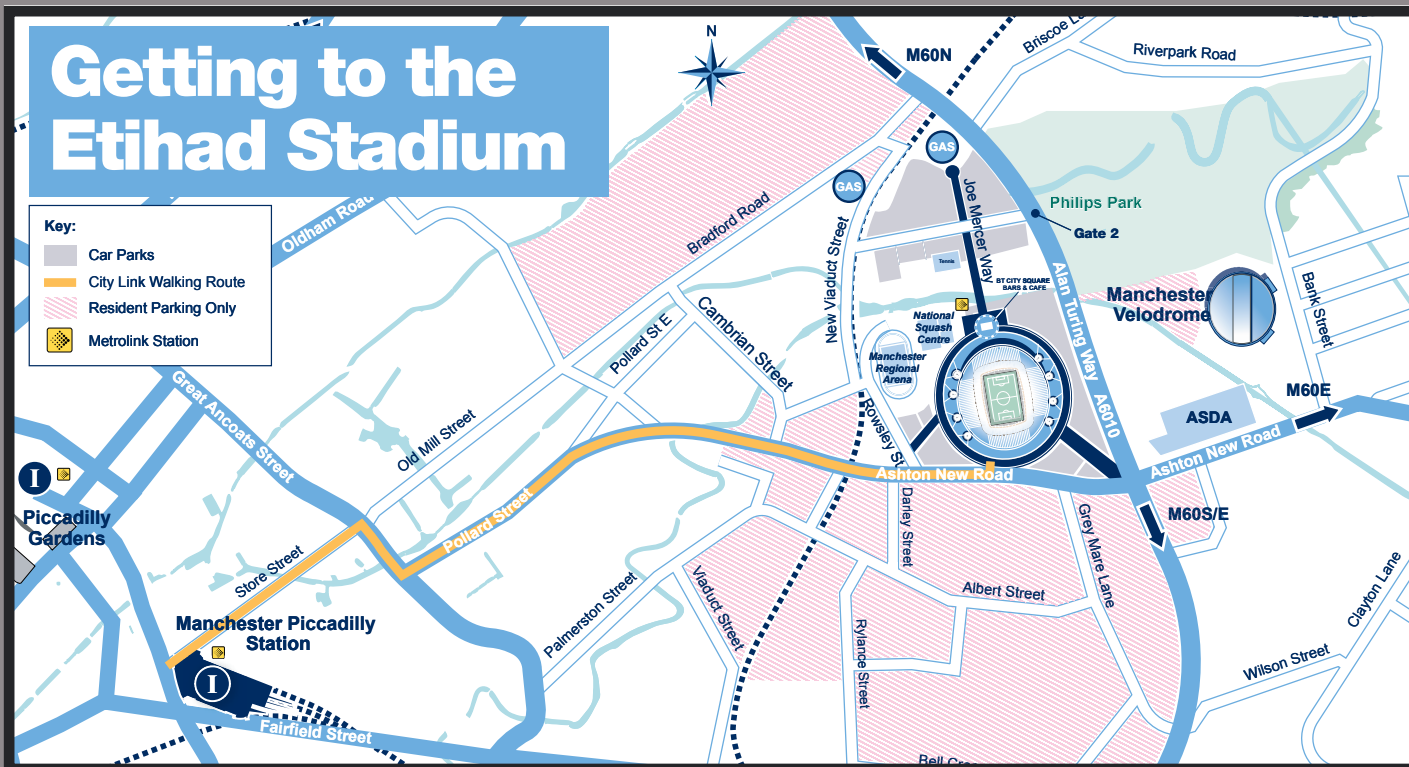 Getting to the
Etihad Stadium
N
M60N
Riverpark Road
GAS
GAS
Joe Mercer Way
Philips Park
Gate 2
Bradford Road
Oldham Road
Key:
Car Parks
City Link Walking Route
Resident Parking Only
Metrolink Station
New Viaduct Street
Tennis
BT CITY SQUARE
BARS & CAFE
Alan Turing Way A6010
Manchester
Velodrome
Bank Street
Cambrian Street
Pollard St E
National
Squash
Centre
Manchester
Regional
Arena
M60E
ASDA
Great Ancoats Street
Old Mill Street
Rowsley St
Ashton New Road
Ashton New Road
I
Piccadilly
Gardens
Pollard Street
Darley Street
M60S/E
Grey Mare Lane
Store Street
Palmerston Street
Viaduct Street
Albert Street
Clayton Lane
Manchester Piccadilly
Station
I
Rylance Street
Wilson Street
Fairfield Street